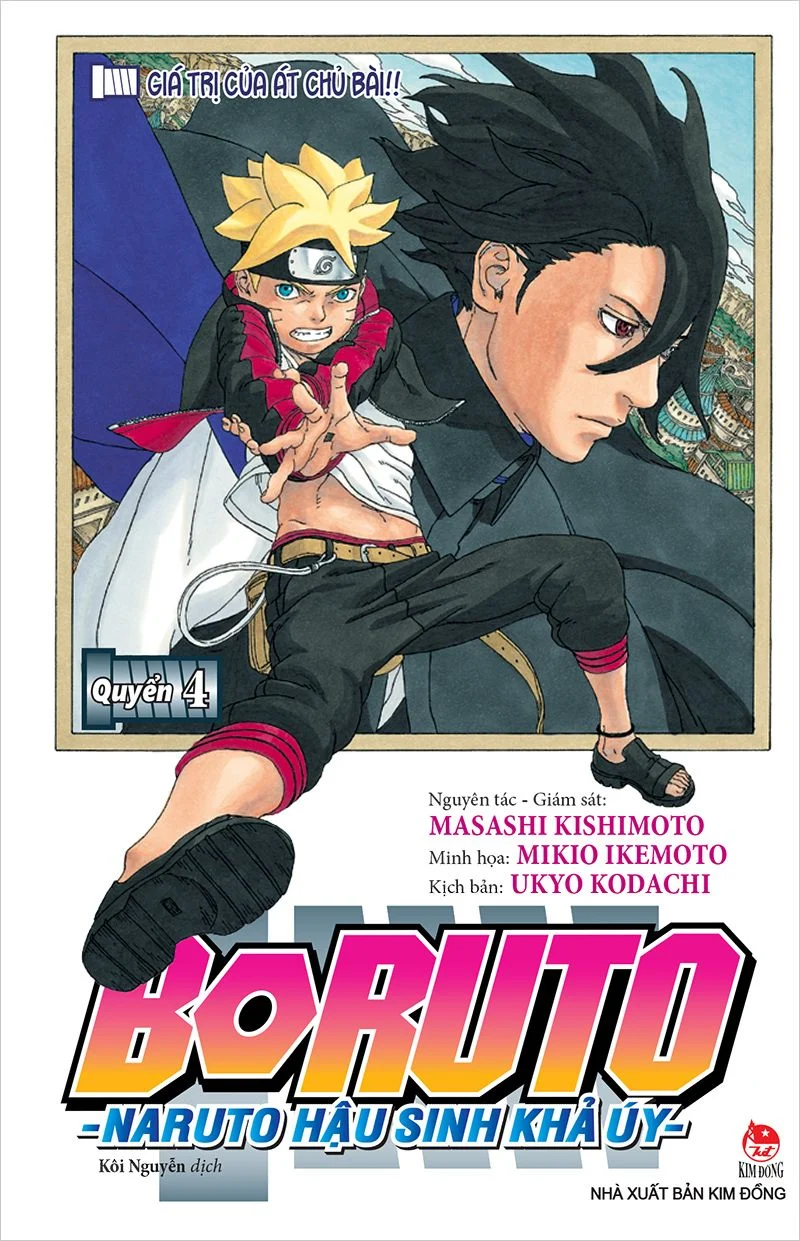 GIÁ TRỊ CỦA ÁT CHỦ BÀI!!
Quyển 4
Nguyên tác - Giám sát:
MASASHI KISHIMOTO
Minh họa: MIKIO IKEMOTO
Kịch bản: UKYO KODACHI
BORUTO
-NARUTO HẬU SINH KHẢ ÚY-
Kôi Nguyễn dịch
KIM ĐỒNG
NHÀ XUẤT BẢN KIM ĐỒNG